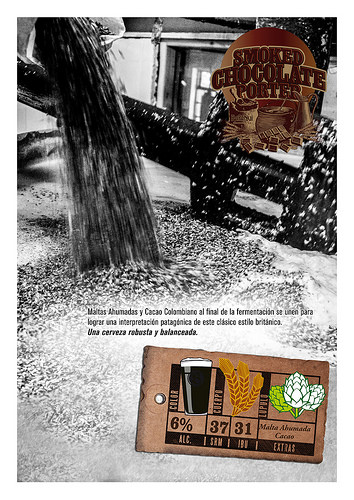 SMOKED
CHOCOLATE
PORTER
Maltas Ahumadas y Cacao Colombiano al final de la fermentación se unen para
lograr una interpretación patagónica de este clásico estilo británico.
Una cerveza robusta y balanceada.
COLOR
CUERPO
LUPULO
6%
37
31
Malta Ahumada
Cacao
ALC.
SRM
IBU
EXTRAS